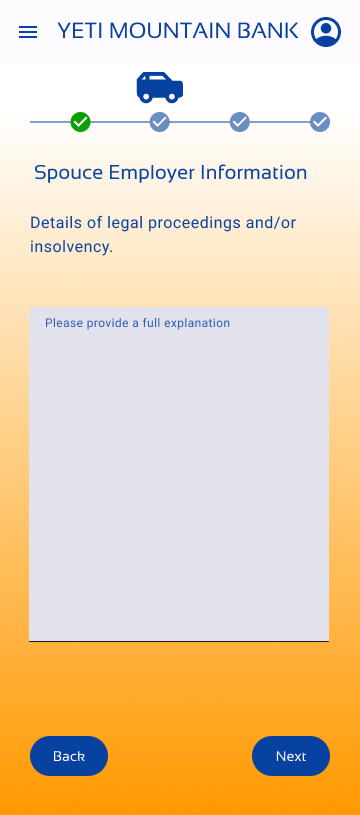 YETI MOUNTAIN BANK
Spouce Employer Information
Details of legal proceedings and/or
insolvency.
Please provide a full explanation
Back
Next